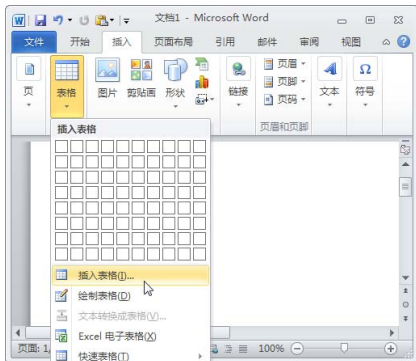 文档1 - Microsoft Word
文件 开始 插入 页面布局 引用 邮件 审阅 视图
页 表格 图片 剪贴画 形状 链接 页眉 页脚 页码 文本 符号
页眉和页脚
插入表格
插入表格(I)...
绘制表格(D)
文本转换成表格(V)...
Excel 电子表格(X)
快速表格(T)
页面: 1, 100%